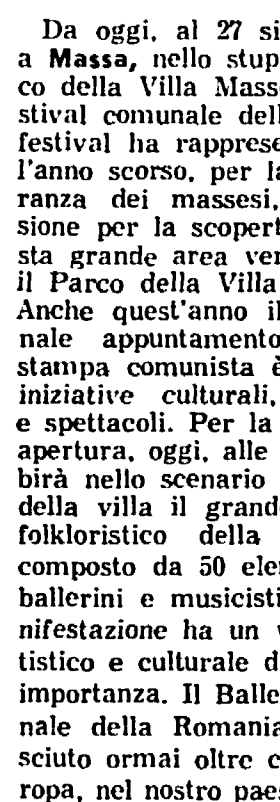 Da oggi, al 27 si
a Massa, nello stup
co della Villa Mass
stival comunale del
festival ha rapprese
l'anno scorso, per la
ranza dei massesi,
sione per la scopert
sta grande area ver
il Parco della Villa
Anche quest'anno il
nale appuntamento
stampa comunista è
iniziative culturali,
e spettacoli. Per la
apertura, oggi, alle
birà nello scenario
della villa il grand
folkloristico della
composto da 50 ele
ballerini e musicisti
nifestazione ha un v
tistico e culturale d
importanza. Il Balle
nale della Romania
sciuto ormai oltre c
ropa, nel nostro paes